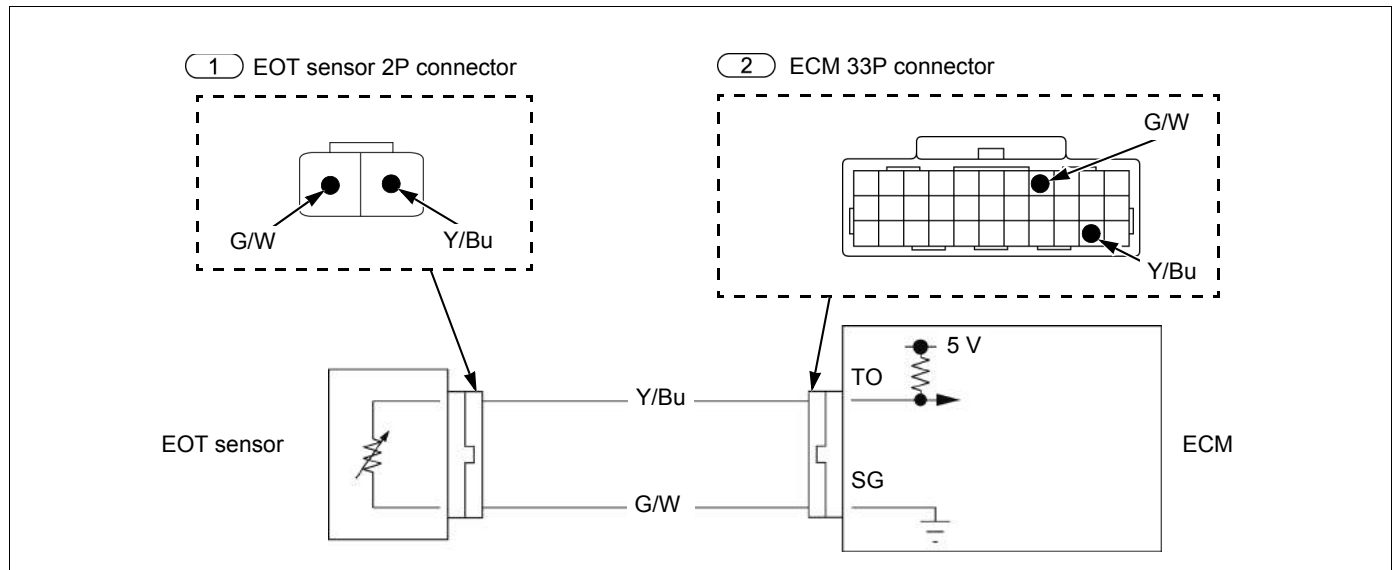 1 EOT sensor 2P connector
2 ECM 33P connector
G/W
G/W
Y/Bu
Y/Bu
5 V
TO
Y/Bu
EOT sensor
ECM
SG
G/W